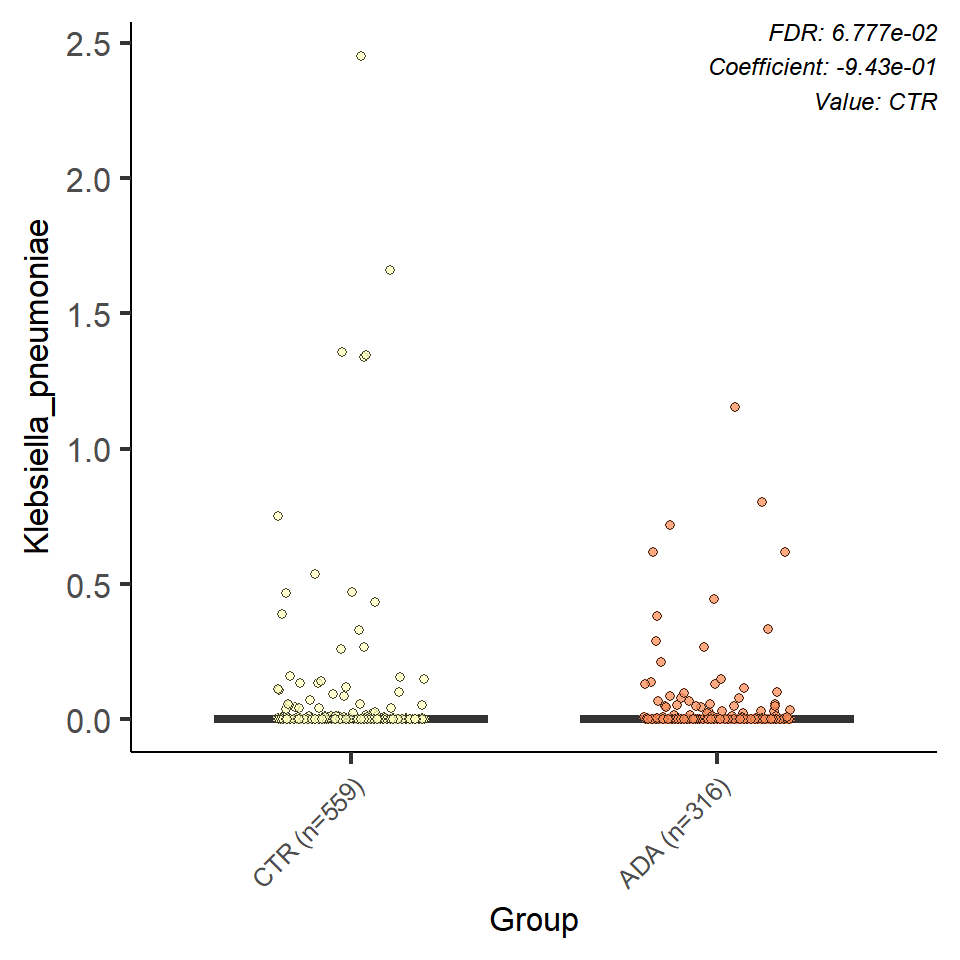 FDR: 6.777e-02
Coefficient: -9.43e-01
Value: CTR
Klebsiella_pneumoniae
2.5
2.0
1.5
1.0
0.5
0.0
CTR (n=559)
ADA (n=316)
Group